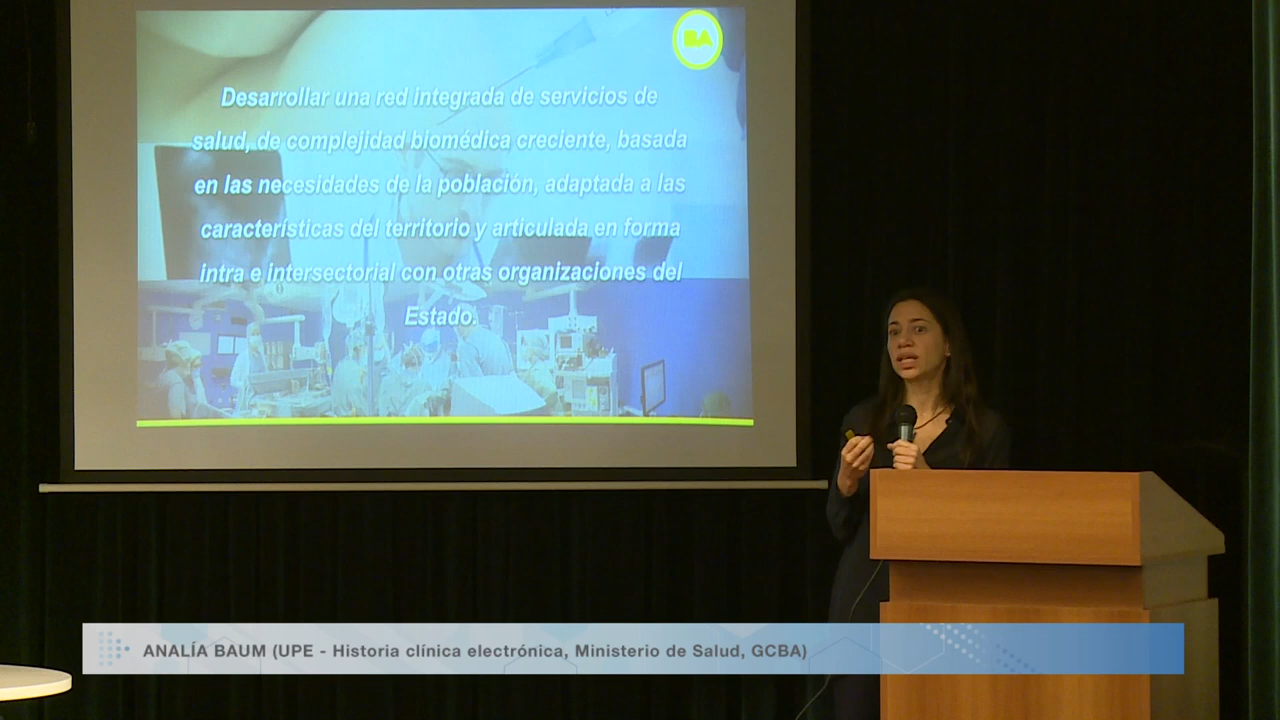 BA
Desarrollar una red integrada de servicios de
salud, de complejidad biomédica creciente, basada
en las necesidades de la población, adaptada a las
características del territorio y articulada en forma
intra e intersectorial con otras organizaciones del
Estado.
ANALÍA BAUM (UPE - Historia clínica electrónica, Ministerio de Salud, GCBA)